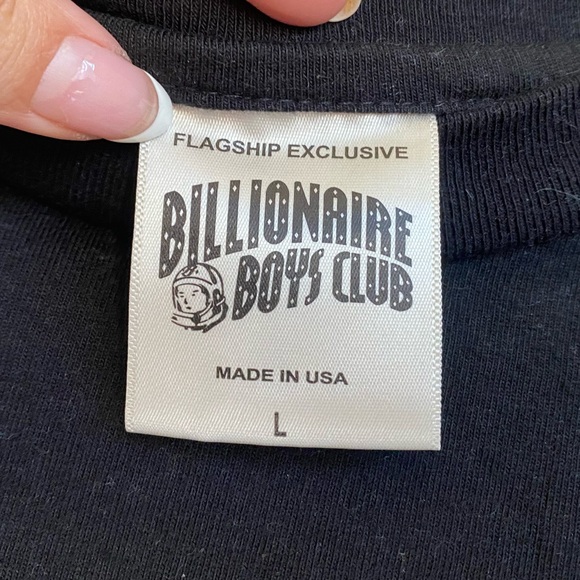 FLAGSHIP EXCLUSIVE
BILLIONAIRE
BOYS CLUB
MADE IN USA
L